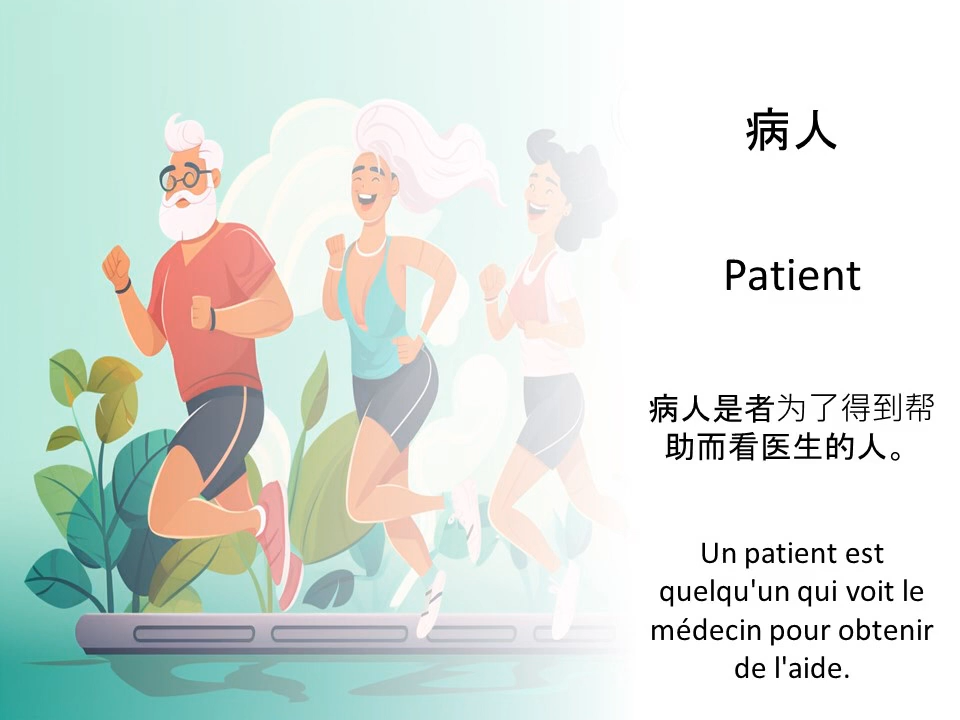 病人
Patient
病人是者为了得到帮
助而看医生的人。
Un patient est
quelqu'un qui voit le
médecin pour obtenir
de l'aide.